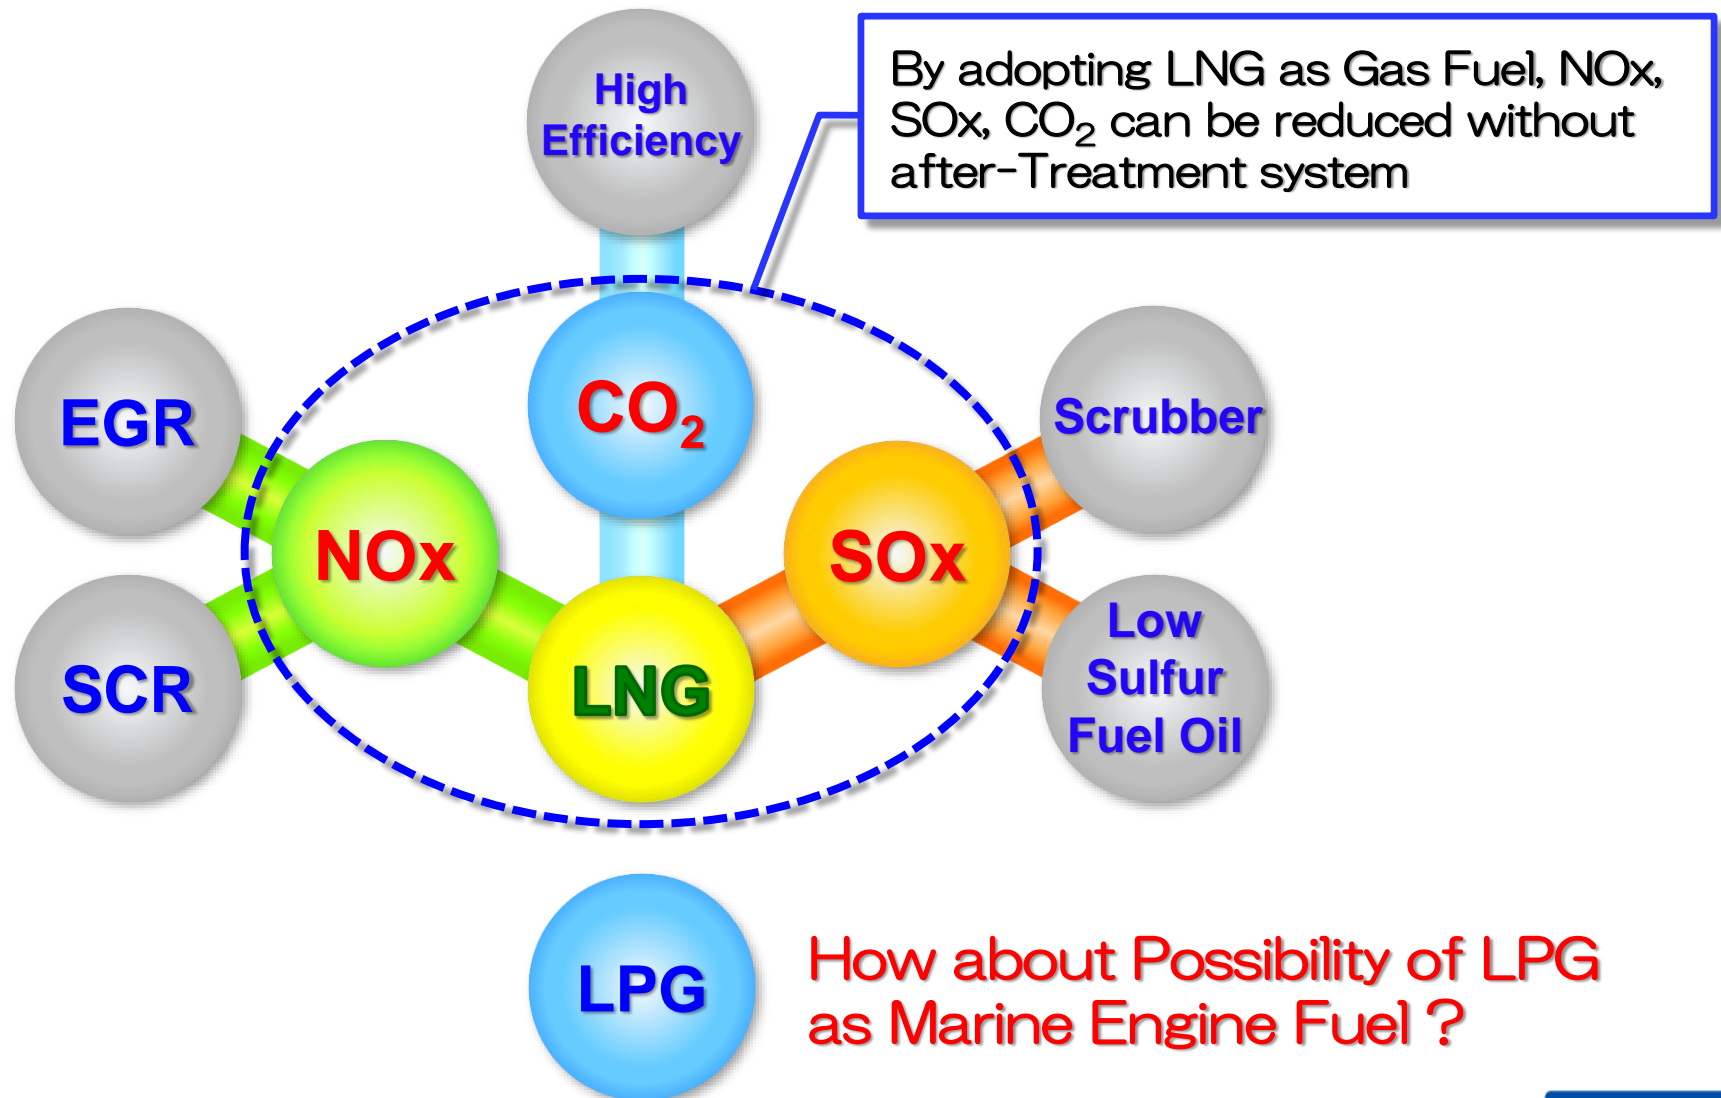 High
Efficiency
By adopting LNG as Gas Fuel, NOx,
SOx, CO₂ can be reduced without
after-Treatment system
EGR
CO₂
Scrubber
NOx
SOx
SCR
LNG
Low
Sulfur
Fuel Oil
LPG
How about Possibility of LPG
as Marine Engine Fuel ?